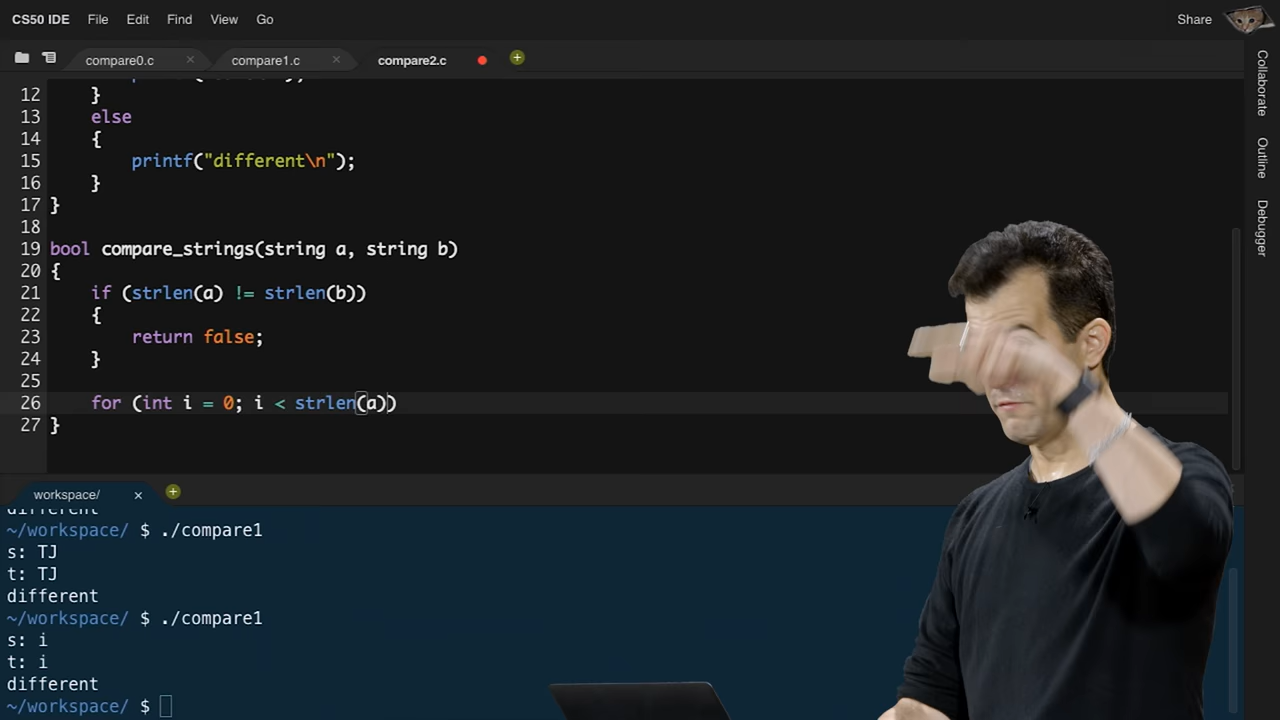 CS50 IDE File Edit Find View Go Share
compare0.c compare1.c compare2.c
12 }
13 else
14 {
15 printf("different\n");
16 }
17 }
18
19 bool compare_strings(string a, string b)
20 {
21 if (strlen(a) != strlen(b))
22 {
23 return false;
24 }
25
26 for (int i = 0; i < strlen(a))
27 }
Collaborate
Outline
Debugger
workspace/
different
~/workspace/ $ ./compare1
s: TJ
t: TJ
different
~/workspace/ $ ./compare1
s: i
t: i
different
~/workspace/ $